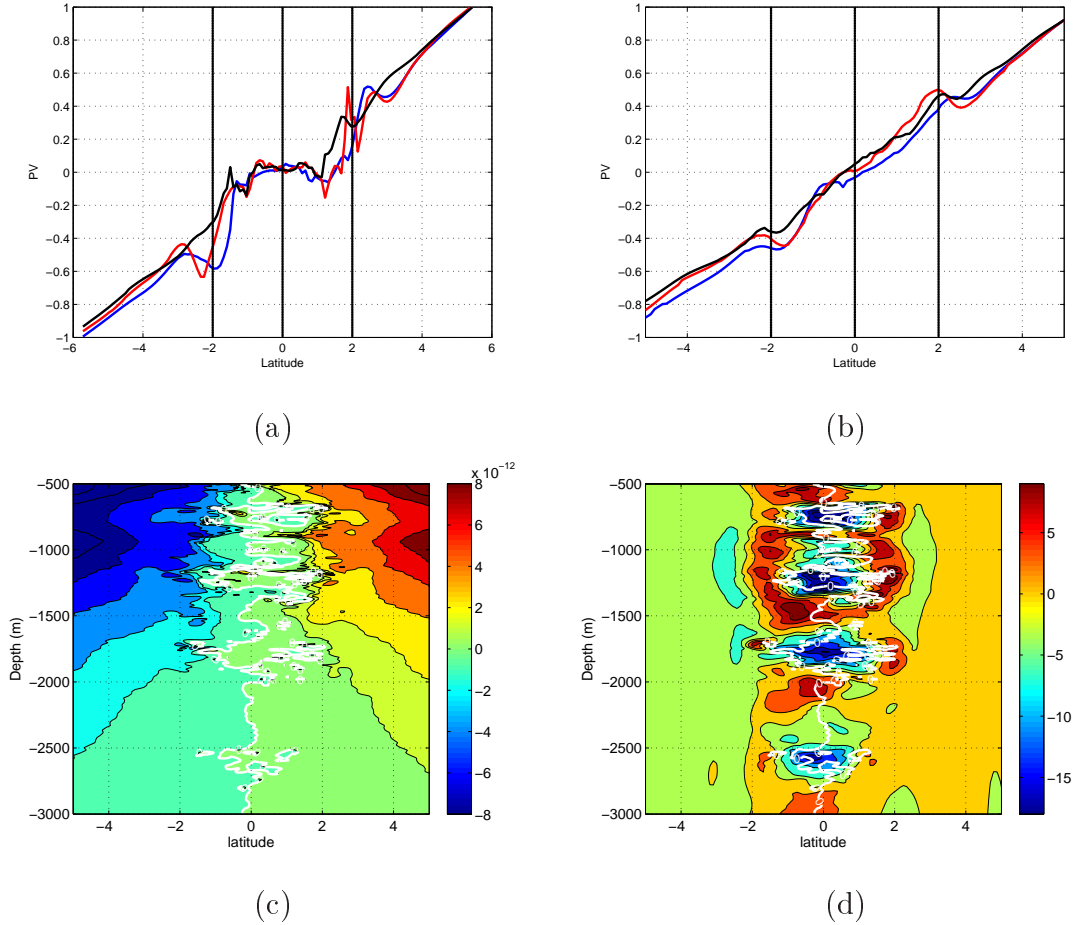 1
0.8
0.6
0.4
0.2
0
−0.2
−0.4
−0.6
−0.8
−1
PV
−6 −4 −2 0 2 4 6
Latitude
(a)
1
0.8
0.6
0.4
0.2
0
−0.2
−0.4
−0.6
−0.8
−1
PV
−4 −2 0 2 4
Latitude
(b)
x 10−12
−500
−1000
−1500
−2000
−2500
−3000
Depth (m)
−4 −2 0 2 4
latitude
8
6
4
2
0
−2
−4
−6
−8
(c)
−500
−1000
−1500
−2000
−2500
−3000
Depth (m)
−4 −2 0 2 4
latitude
5
0
−5
−10
−15
(d)